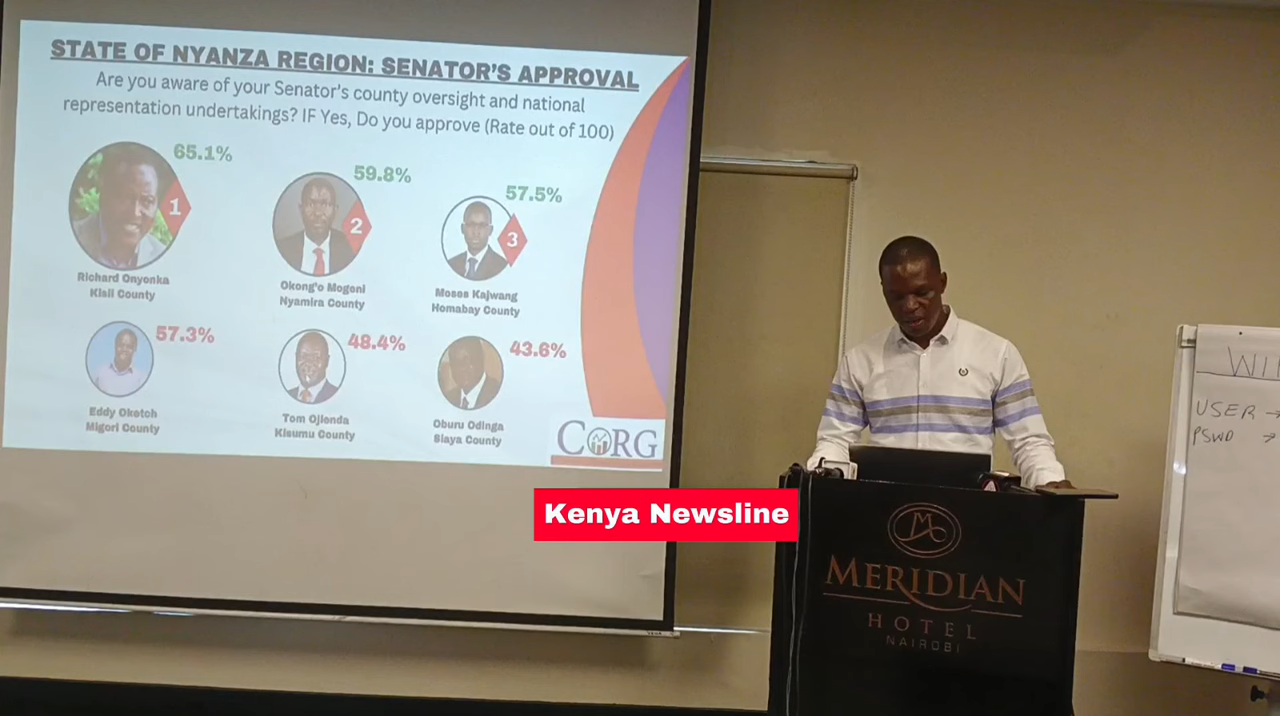 STATE OF NYANZA REGION: SENATOR'S APPROVAL
Are you aware of your Senator's county oversight and national
representation undertakings? IF Yes, Do you approve (Rate out of 100)
65.1%
1
Richard Onyonka
Kisii County
59.8%
2
Okong'o Mogeni
Nyamira County
57.5%
3
Moses Kajwang
Homabay County
57.3%
Eddy Oketch
Migori County
48.4%
Tom Ojienda
Kisumu County
43.6%
Oburu Odinga
Siaya County
CORG
Kenya Newsline
M
MERIDIAN
HOTEL
NAIROBI
USER →
PSWD →